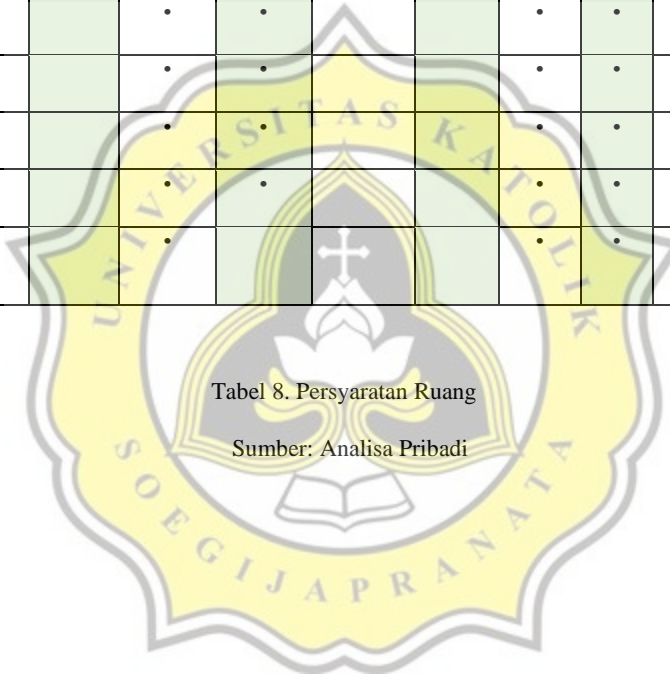 • • • •
• • • •
• • • •
• • • •
• • •
UNIVERSITAS KATOLIK
Tabel 8. Persyaratan Ruang
Sumber: Analisa Pribadi
SOEGIJAPRANATA